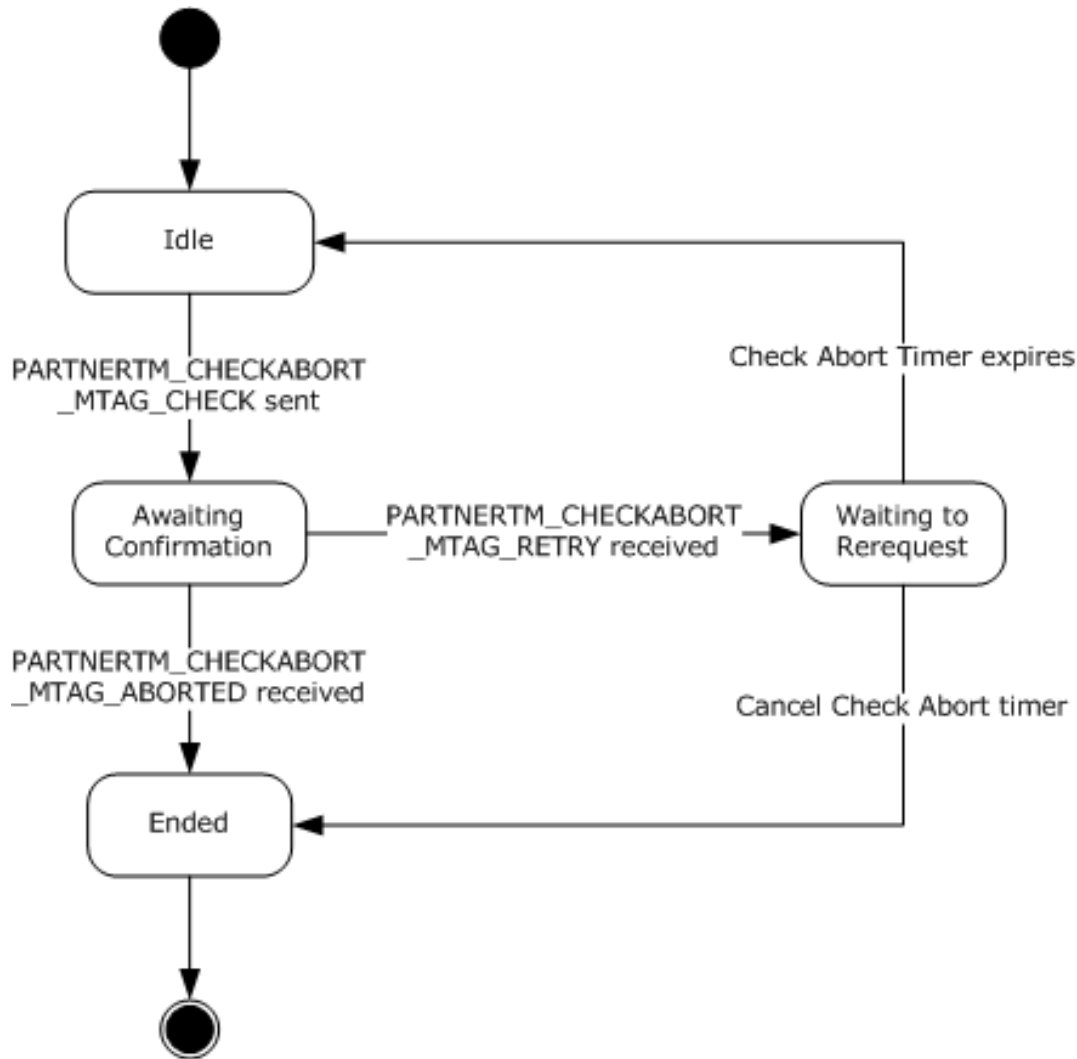 Idle
PARTNERTM_CHECKABORT
_MTAG_CHECK sent
Check Abort Timer expires
Awaiting
Confirmation
PARTNERTM_CHECKABORT
_MTAG_RETRY received
Waiting to
Rerequest
PARTNERTM_CHECKABORT
_MTAG_ABORTED received
Cancel Check Abort timer
Ended